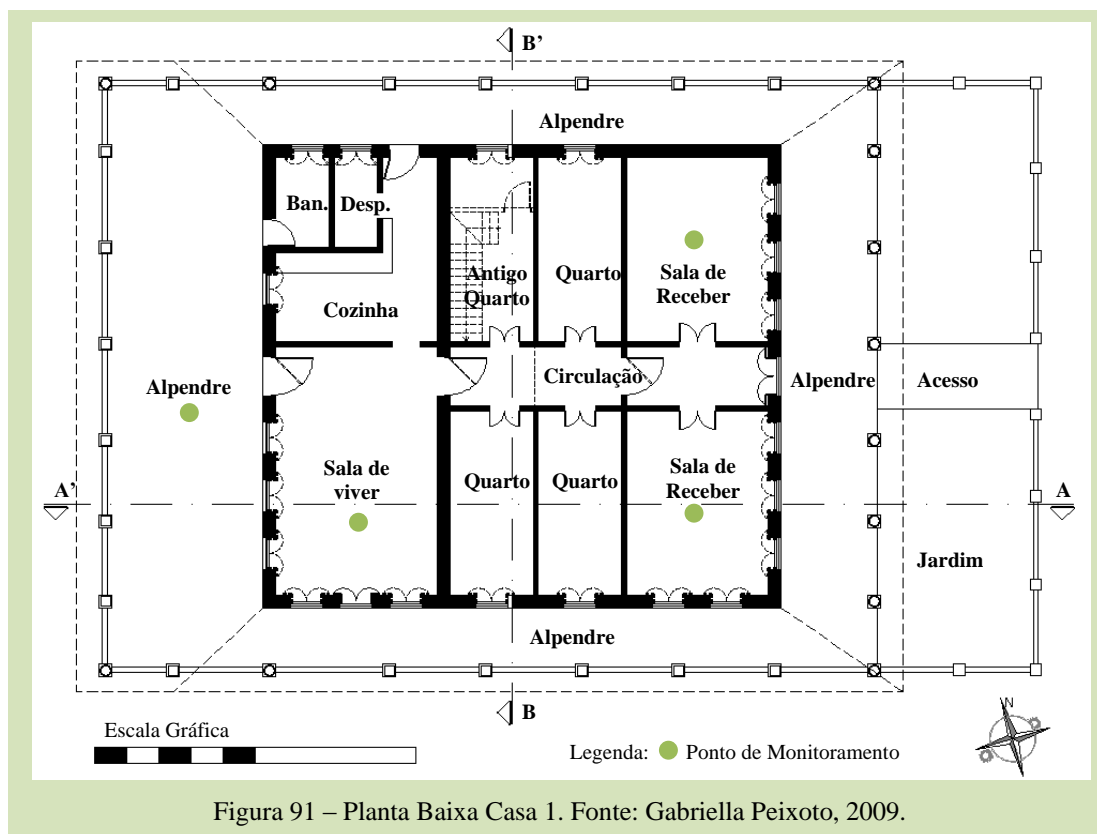 B’
Alpendre
Ban.
Desp.
Antigo
Quarto
Quarto
Sala de
Receber
Cozinha
Circulação
Alpendre
Alpendre
Acesso
Sala de
viver
Quarto
Quarto
Sala de
Receber
A’
A
Jardim
Alpendre
B
N
Escala Gráfica
Legenda: Ponto de Monitoramento
Figura 91 – Planta Baixa Casa 1. Fonte: Gabriella Peixoto, 2009.